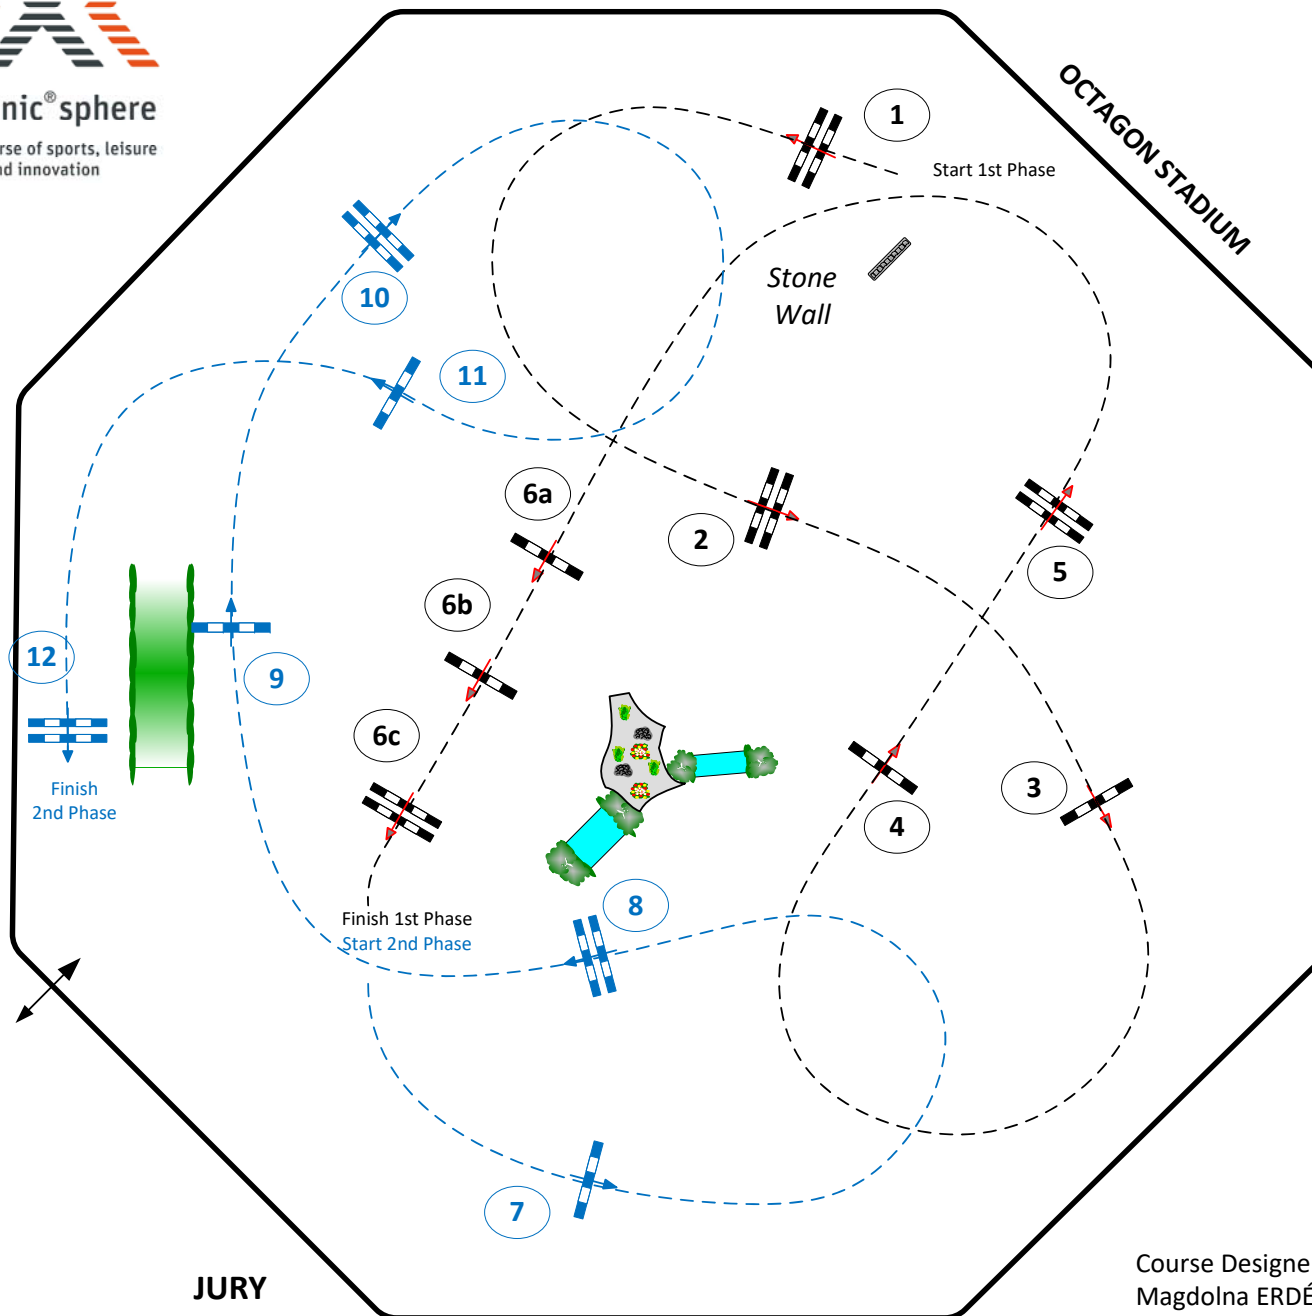 nic®sphere
rse of sports, leisure
nd innovation
OCTAGON STADIUM
1
Start 1st Phase
Stone
Wall
10
11
6a
2
5
6b
12
9
6c
Finish
2nd Phase
3
4
8
Finish 1st Phase
Start 2nd Phase
7
JURY
Course Designe
Magdolna ERDÉ